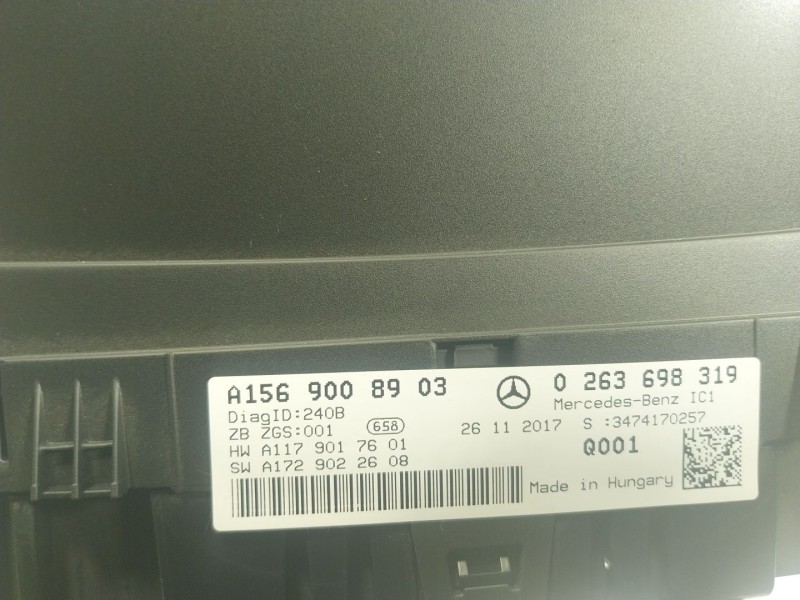 A156 900 89 03 0 263 698 319
Mercedes-Benz IC1
DiagID:240B
ZB ZGS:001 658 26 11 2017 S :3474170257
HW A117 901 76 01 Q001
SW A172 902 26 08
Made in Hungary